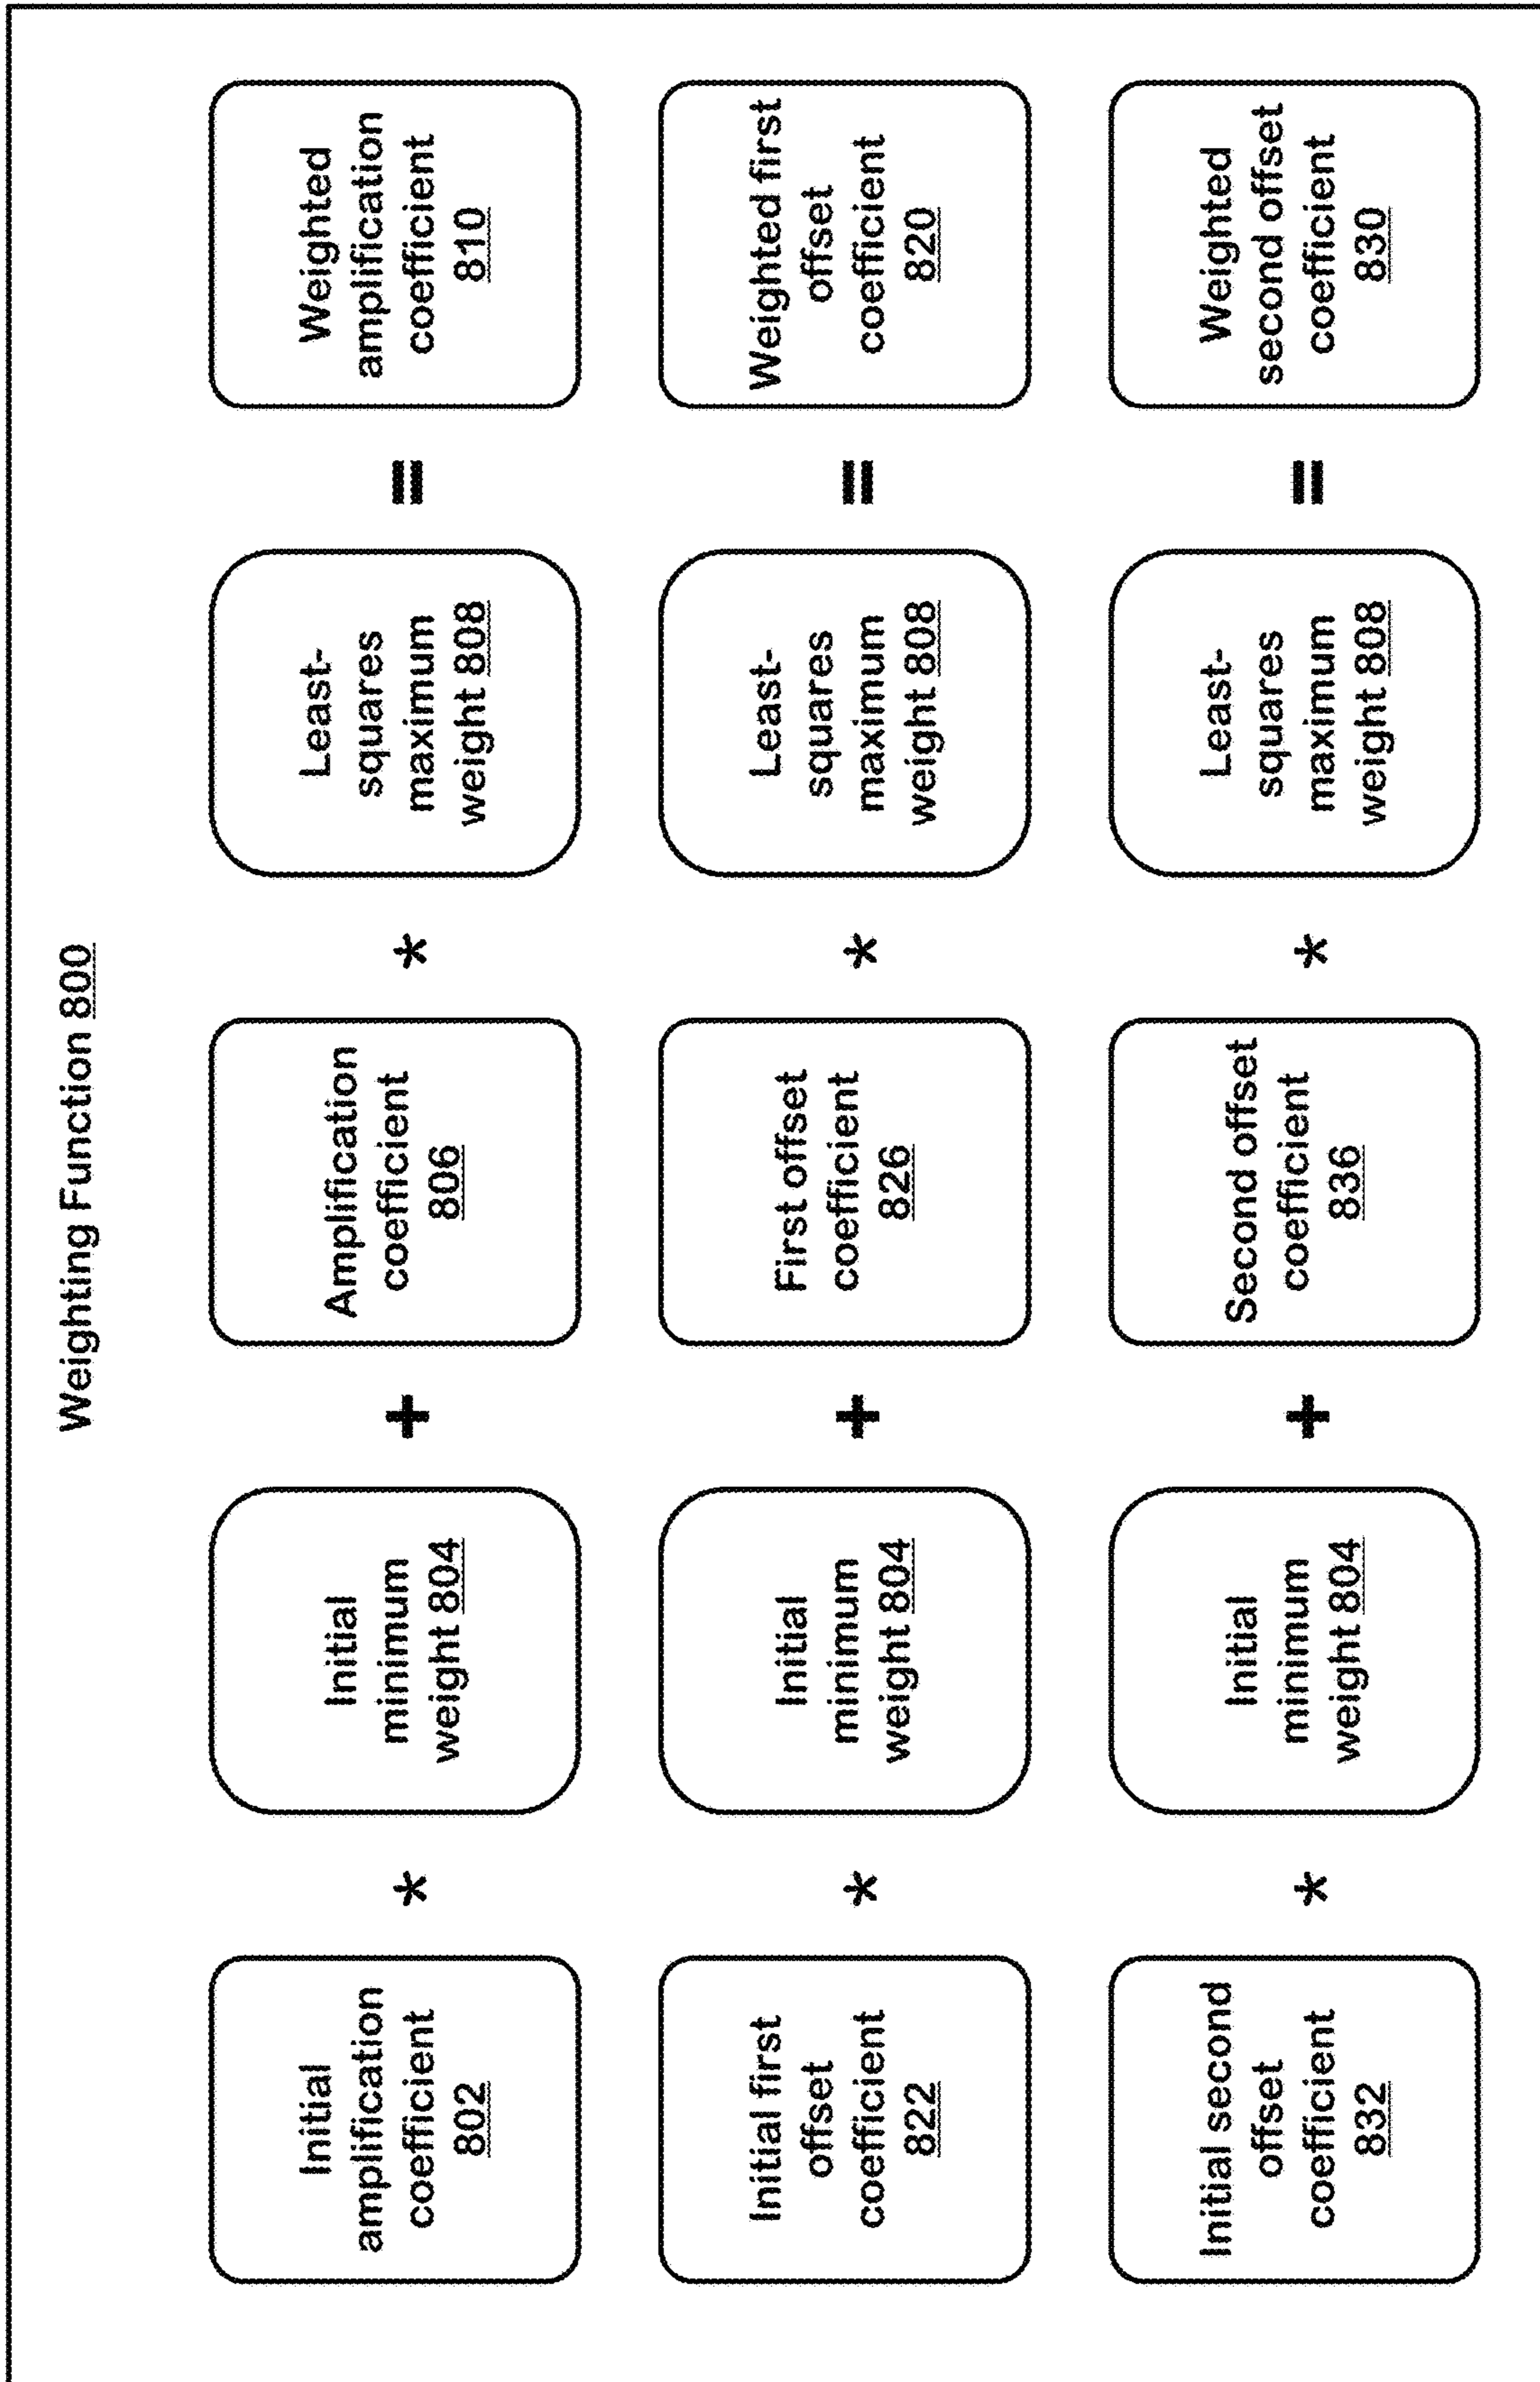 Weighting Function 800
Initial
amplification
coefficient
802
*
Initial
minimum
weight 804
+
Amplification
coefficient
806
*
Least-
squares
maximum
weight 808
=
Weighted
amplification
coefficient
810
Initial first
offset
coefficient
822
*
Initial
minimum
weight 804
+
First offset
coefficient
826
*
Least-
squares
maximum
weight 808
=
Weighted first
offset
coefficient
820
Initial second
offset
coefficient
832
*
Initial
minimum
weight 804
+
Second offset
coefficient
836
*
Least-
squares
maximum
weight 808
=
Weighted
second offset
coefficient
830